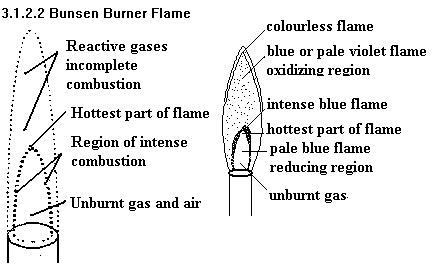 3.1.2.2 Bunsen Burner Flame
Reactive gases
incomplete
combustion
Hottest part of flame
Region of intense
combustion
Unburnt gas and air
colourless flame
blue or pale violet flame
oxidizing region
intense blue flame
hottest part of flame
pale blue flame
reducing region
unburnt gas